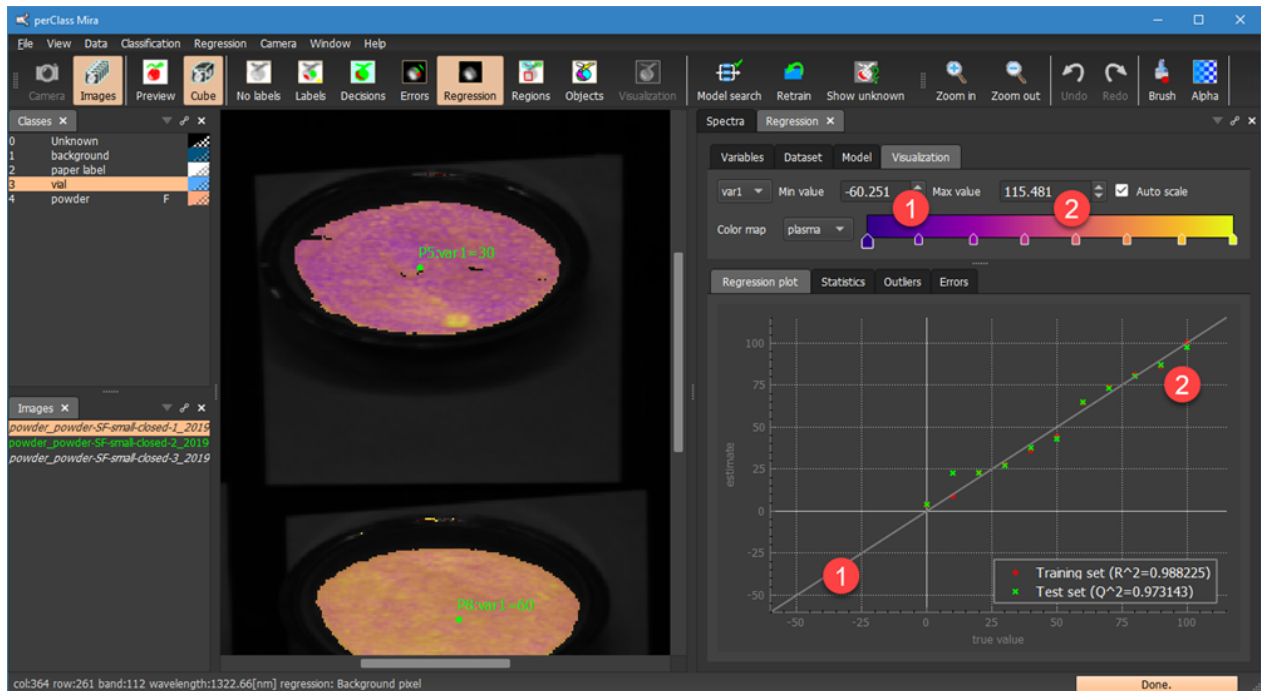 perClass Mira
File View Data Classification Regression Camera Window Help
Camera Images Preview Cube No labels Labels Decisions Errors Regression Regions Objects Visualization Model search Retrain Show unknown Zoom in Zoom out Undo Redo Brush Alpha
Classes
0 Unknown
1 background
2 paper label
3 vial
4 powder F
Images
powder_powder-SF-small-closed-1_2019
powder_powder-SF-small-closed-2_2019
powder_powder-SF-small-closed-3_2019
P5:var1=30
P8:var1=60
Spectra Regression
Variables Dataset Model Visualization
var1 Min value -60.251 Max value 115.481 Auto scale
1 2
Color map plasma
Regression plot Statistics Outliers Errors
100
75
50
25
0
-25
-50
estimate
2
1
Training set (R^2=0.988225)
Test set (Q^2=0.973143)
-50 -25 0 25 50 75 100
true value
col:364 row:261 band:112 wavelength:1322.66[nm] regression: Background pixel
Done.